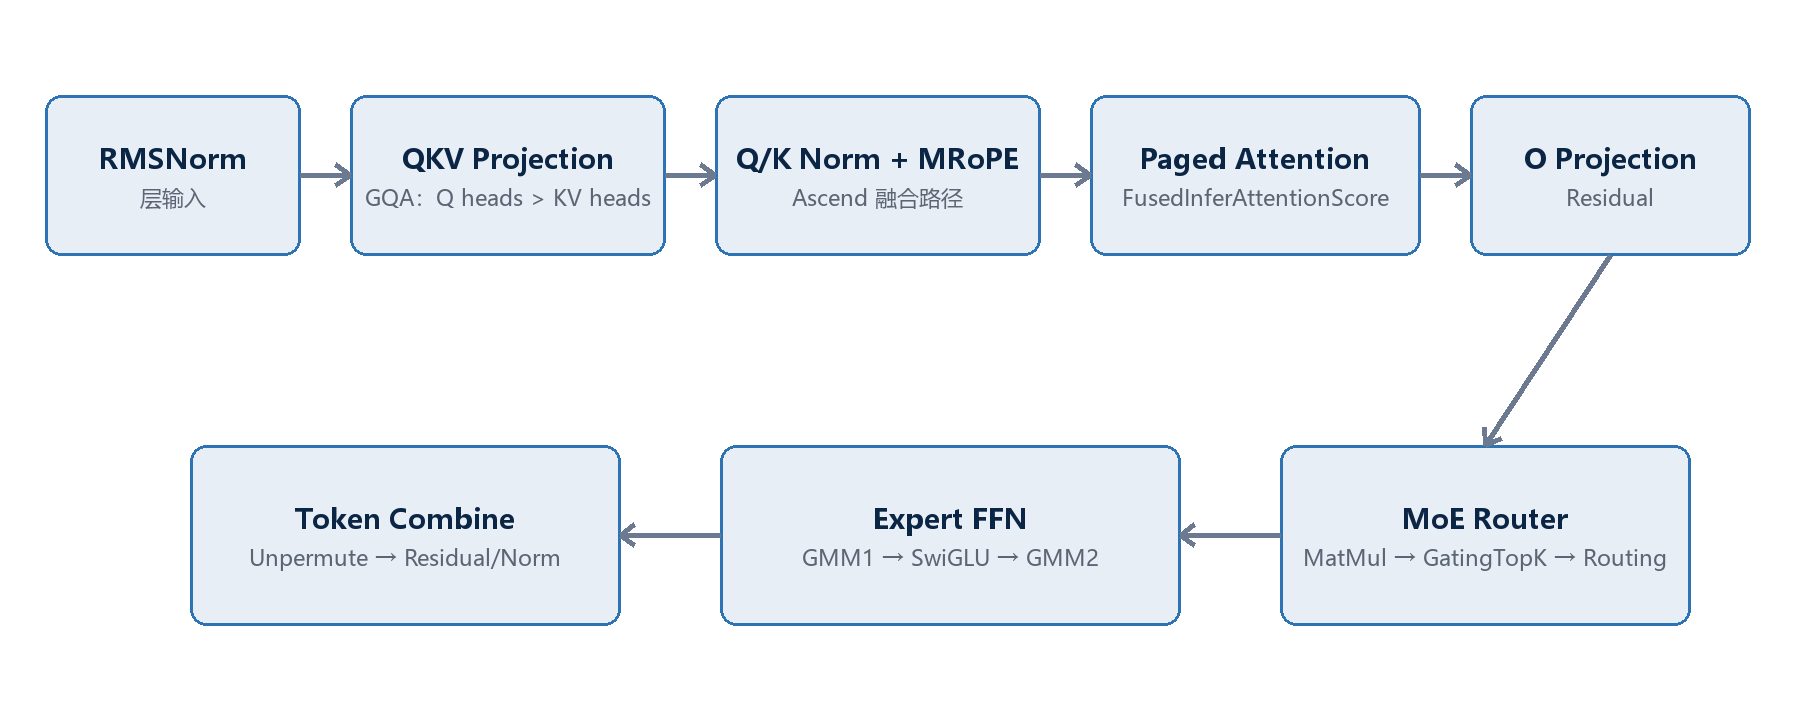 RMSNorm
层输入
QKV Projection
GQA：Q heads > KV heads
Q/K Norm + MRoPE
Ascend 融合路径
Paged Attention
FusedInferAttentionScore
O Projection
Residual
MoE Router
MatMul → GatingTopK → Routing
Expert FFN
GMM1 → SwiGLU → GMM2
Token Combine
Unpermute → Residual/Norm